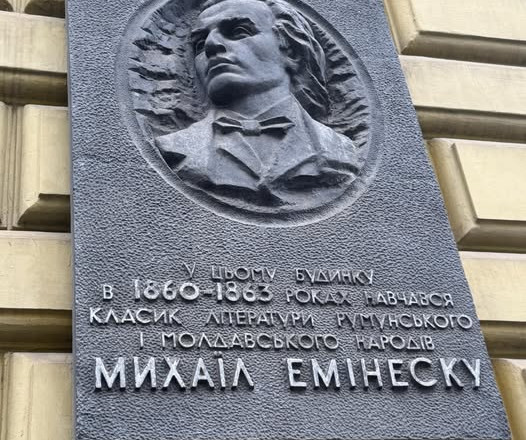 У ЦЬОМУ БУДИНКУ
В 1860-1863 РОКАХ НАВЧАВСЯ
КЛАСИК ЛІТЕРАТУРИ РУМУНСЬКОГО
І МОЛДАВСЬКОГО НАРОДІВ
МИХАЇЛ ЕМІНЕСКУ